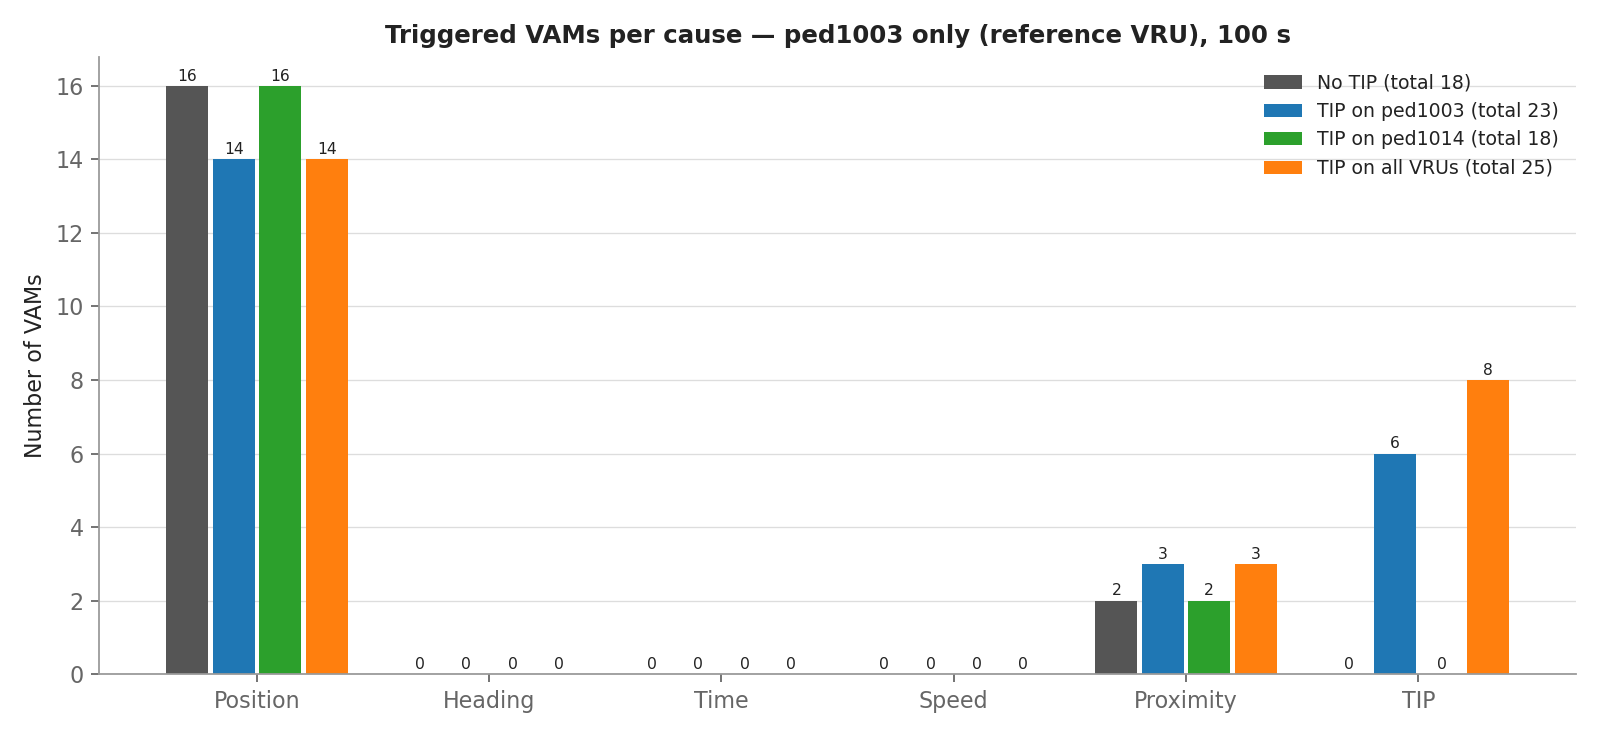 Triggered VAMs per cause — ped1003 only (reference VRU), 100 s
No TIP (total 18)
TIP on ped1003 (total 23)
TIP on ped1014 (total 18)
TIP on all VRUs (total 25)
Number of VAMs
16
14
12
10
8
6
4
2
0
16 14 16 14
0 0 0 0
0 0 0 0
0 0 0 0
2 3 2 3
0 6 0 8
Position Heading Time Speed Proximity TIP